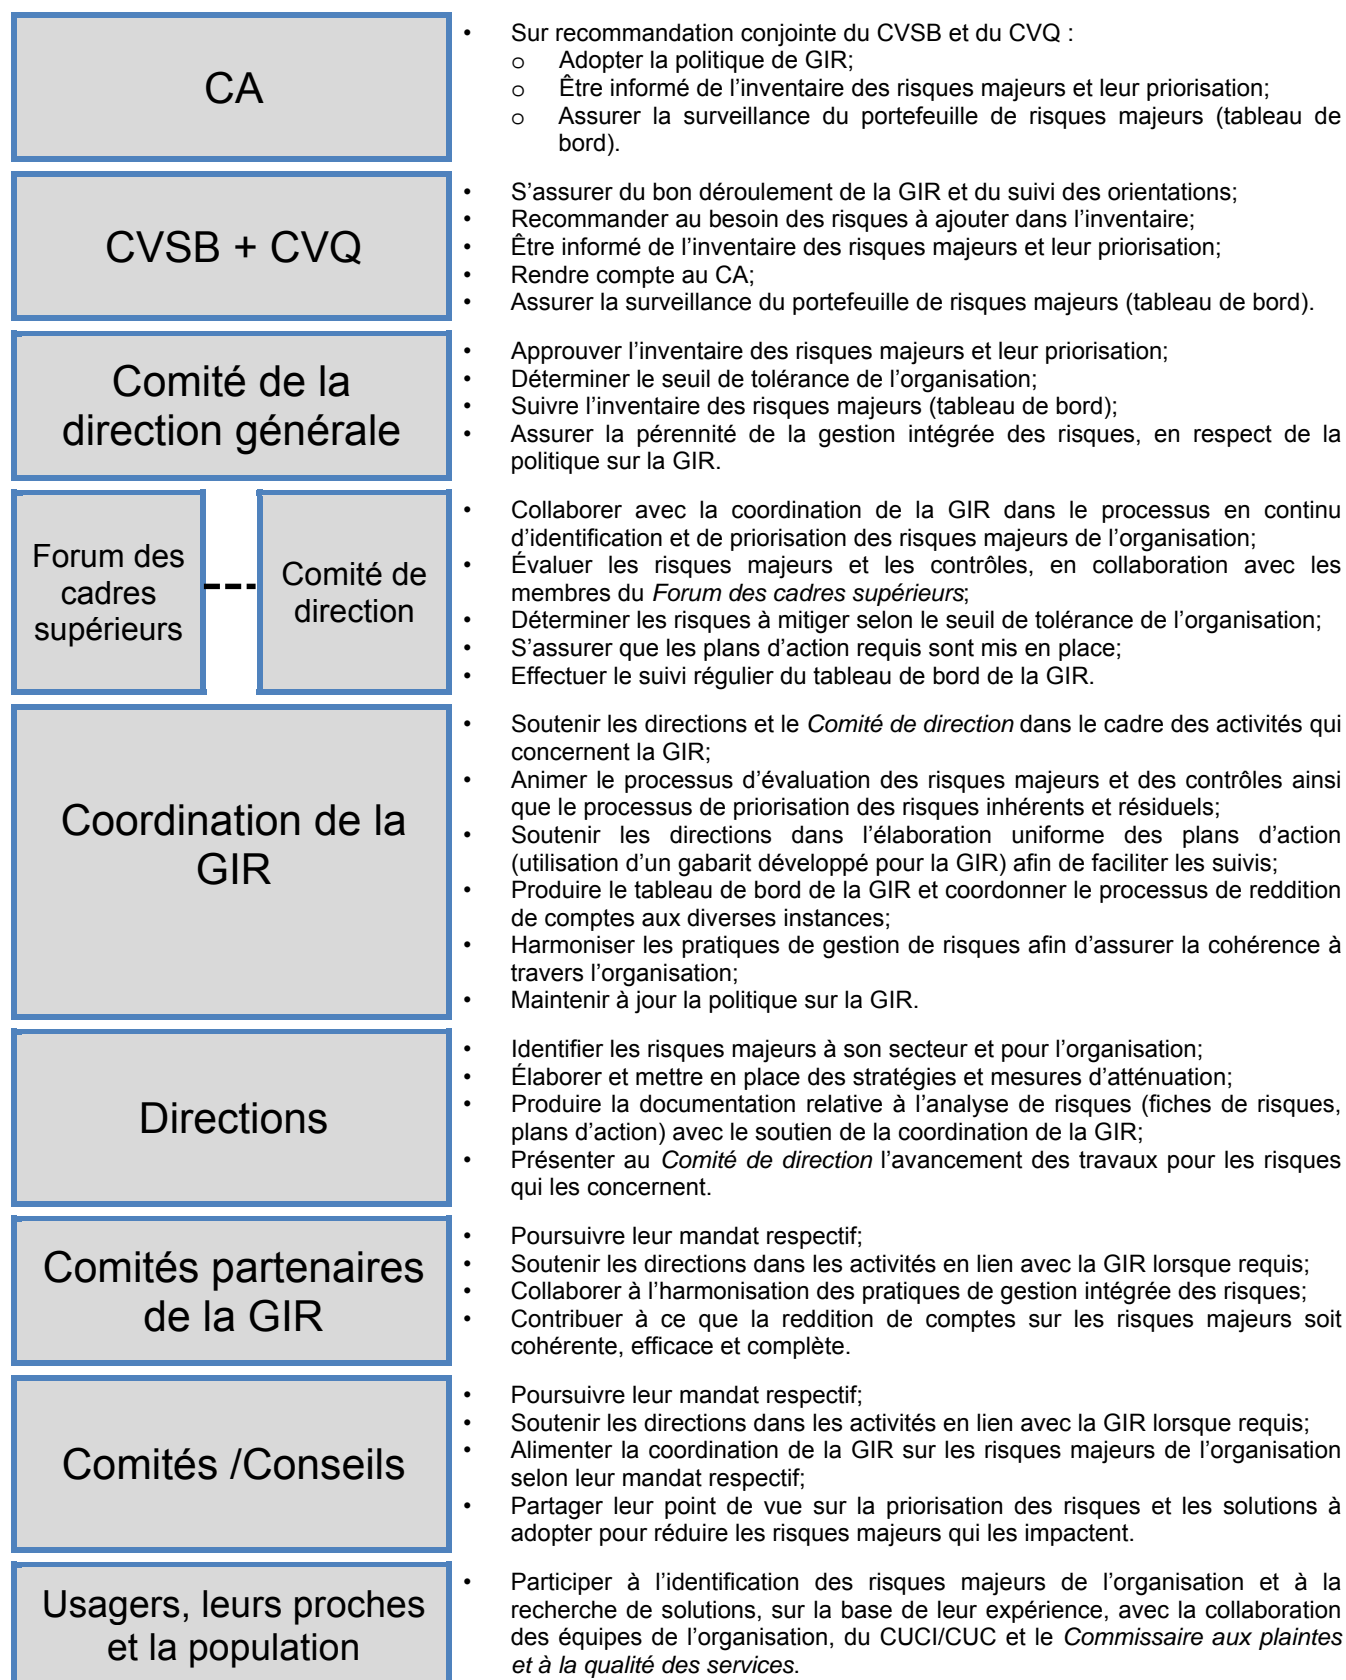 CA
• Sur recommandation conjointe du CVSB et du CVQ :
o Adopter la politique de GIR;
o Être informé de l’inventaire des risques majeurs et leur priorisation;
o Assurer la surveillance du portefeuille de risques majeurs (tableau de
bord).
CVSB + CVQ
• S’assurer du bon déroulement de la GIR et du suivi des orientations;
• Recommander au besoin des risques à ajouter dans l’inventaire;
• Être informé de l’inventaire des risques majeurs et leur priorisation;
• Rendre compte au CA;
• Assurer la surveillance du portefeuille de risques majeurs (tableau de bord).
Comité de la
direction générale
• Approuver l’inventaire des risques majeurs et leur priorisation;
• Déterminer le seuil de tolérance de l’organisation;
• Suivre l’inventaire des risques majeurs (tableau de bord);
• Assurer la pérennité de la gestion intégrée des risques, en respect de la
politique sur la GIR.
Forum des
cadres
supérieurs
Comité de
direction
• Collaborer avec la coordination de la GIR dans le processus en continu
d’identification et de priorisation des risques majeurs de l’organisation;
• Évaluer les risques majeurs et les contrôles, en collaboration avec les
membres du Forum des cadres supérieurs;
• Déterminer les risques à mitiger selon le seuil de tolérance de l’organisation;
• S’assurer que les plans d’action requis sont mis en place;
• Effectuer le suivi régulier du tableau de bord de la GIR.
Coordination de la
GIR
• Soutenir les directions et le Comité de direction dans le cadre des activités qui
concernent la GIR;
• Animer le processus d’évaluation des risques majeurs et des contrôles ainsi
que le processus de priorisation des risques inhérents et résiduels;
• Soutenir les directions dans l’élaboration uniforme des plans d’action
(utilisation d’un gabarit développé pour la GIR) afin de faciliter les suivis;
• Produire le tableau de bord de la GIR et coordonner le processus de reddition
de comptes aux diverses instances;
• Harmoniser les pratiques de gestion de risques afin d’assurer la cohérence à
travers l’organisation;
• Maintenir à jour la politique sur la GIR.
Directions
• Identifier les risques majeurs à son secteur et pour l’organisation;
• Élaborer et mettre en place des stratégies et mesures d’atténuation;
• Produire la documentation relative à l’analyse de risques (fiches de risques,
plans d’action) avec le soutien de la coordination de la GIR;
• Présenter au Comité de direction l’avancement des travaux pour les risques
qui les concernent.
Comités partenaires
de la GIR
• Poursuivre leur mandat respectif;
• Soutenir les directions dans les activités en lien avec la GIR lorsque requis;
• Collaborer à l’harmonisation des pratiques de gestion intégrée des risques;
• Contribuer à ce que la reddition de comptes sur les risques majeurs soit
cohérente, efficace et complète.
Comités /Conseils
• Poursuivre leur mandat respectif;
• Soutenir les directions dans les activités en lien avec la GIR lorsque requis;
• Alimenter la coordination de la GIR sur les risques majeurs de l’organisation
selon leur mandat respectif;
• Partager leur point de vue sur la priorisation des risques et les solutions à
adopter pour réduire les risques majeurs qui les impactent.
Usagers, leurs proches
et la population
• Participer à l’identification des risques majeurs de l’organisation et à la
recherche de solutions, sur la base de leur expérience, avec la collaboration
des équipes de l’organisation, du CUCI/CUC et le Commissaire aux plaintes
et à la qualité des services.